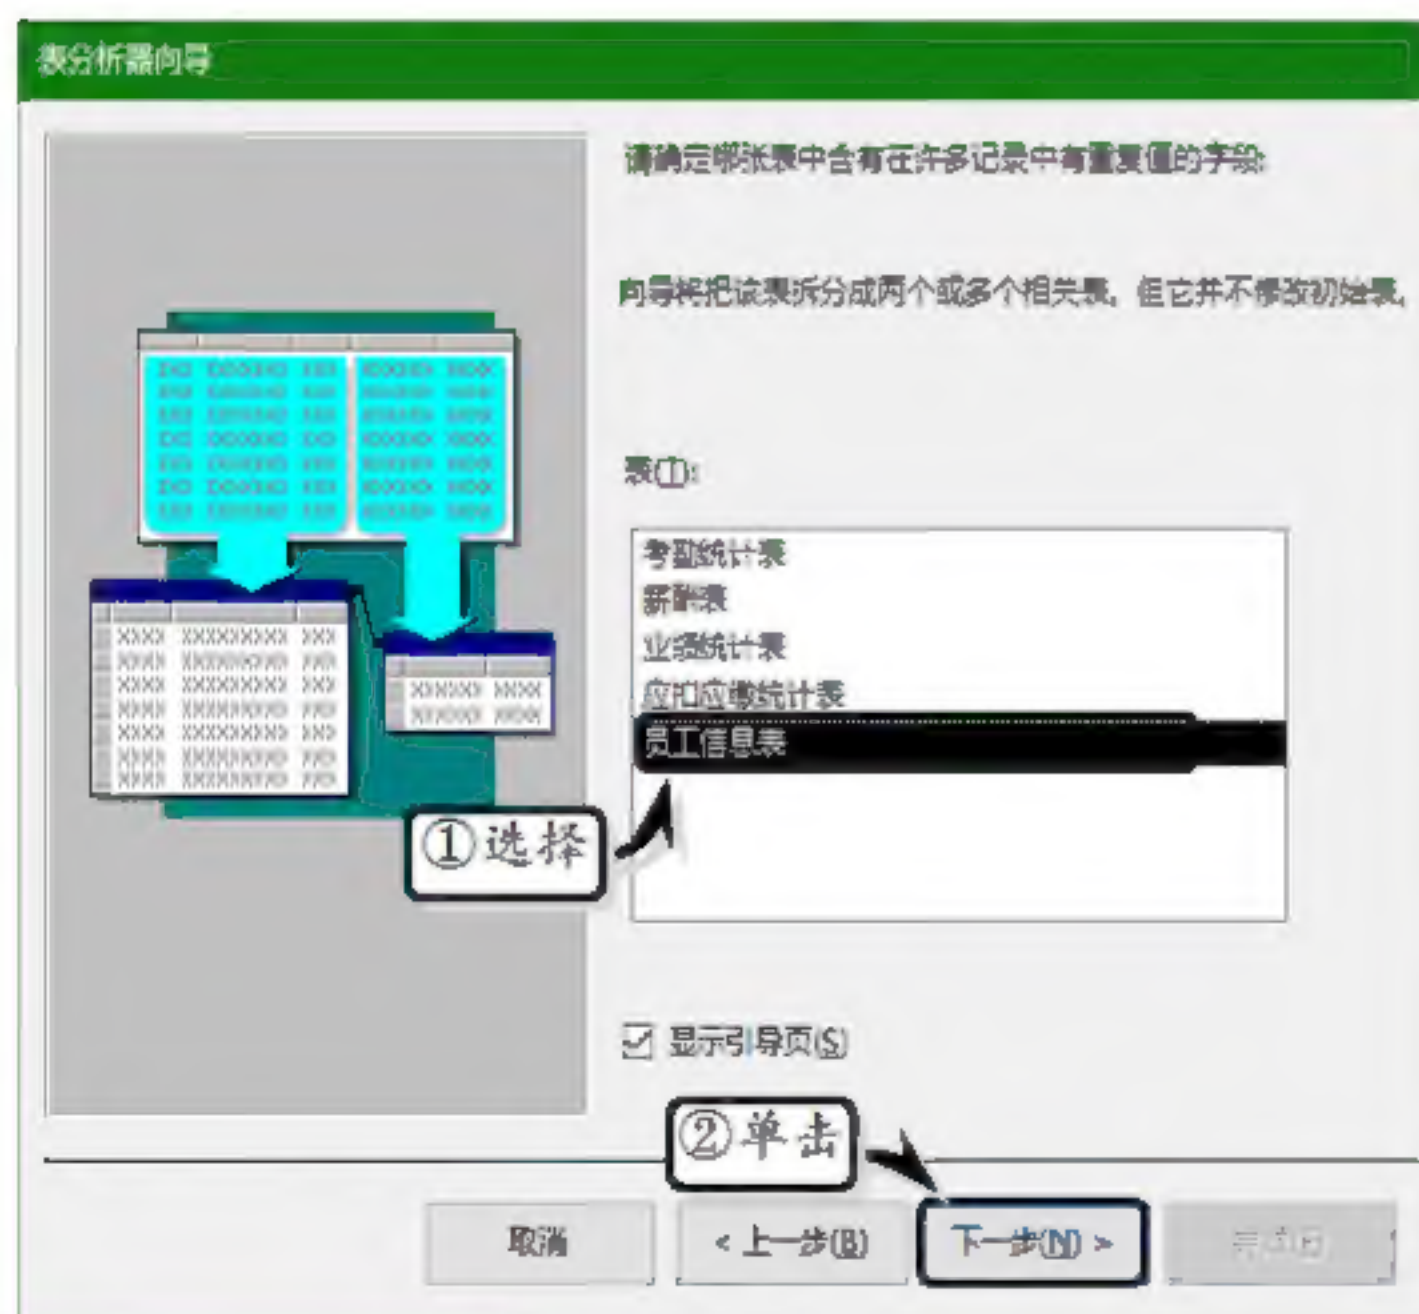 表分析器向导
请确定哪张表中含有在许多记录中有重复值的字段:
向导将把该表拆分成两个或多个相关表，但它并不修改初始表。
表(T):
考勤统计表
薪酬表
业绩统计表
应扣应缴统计表
员工信息表
①选择
显示引导页(S)
②单击
取消
< 上一步(B)
下一步(N) >